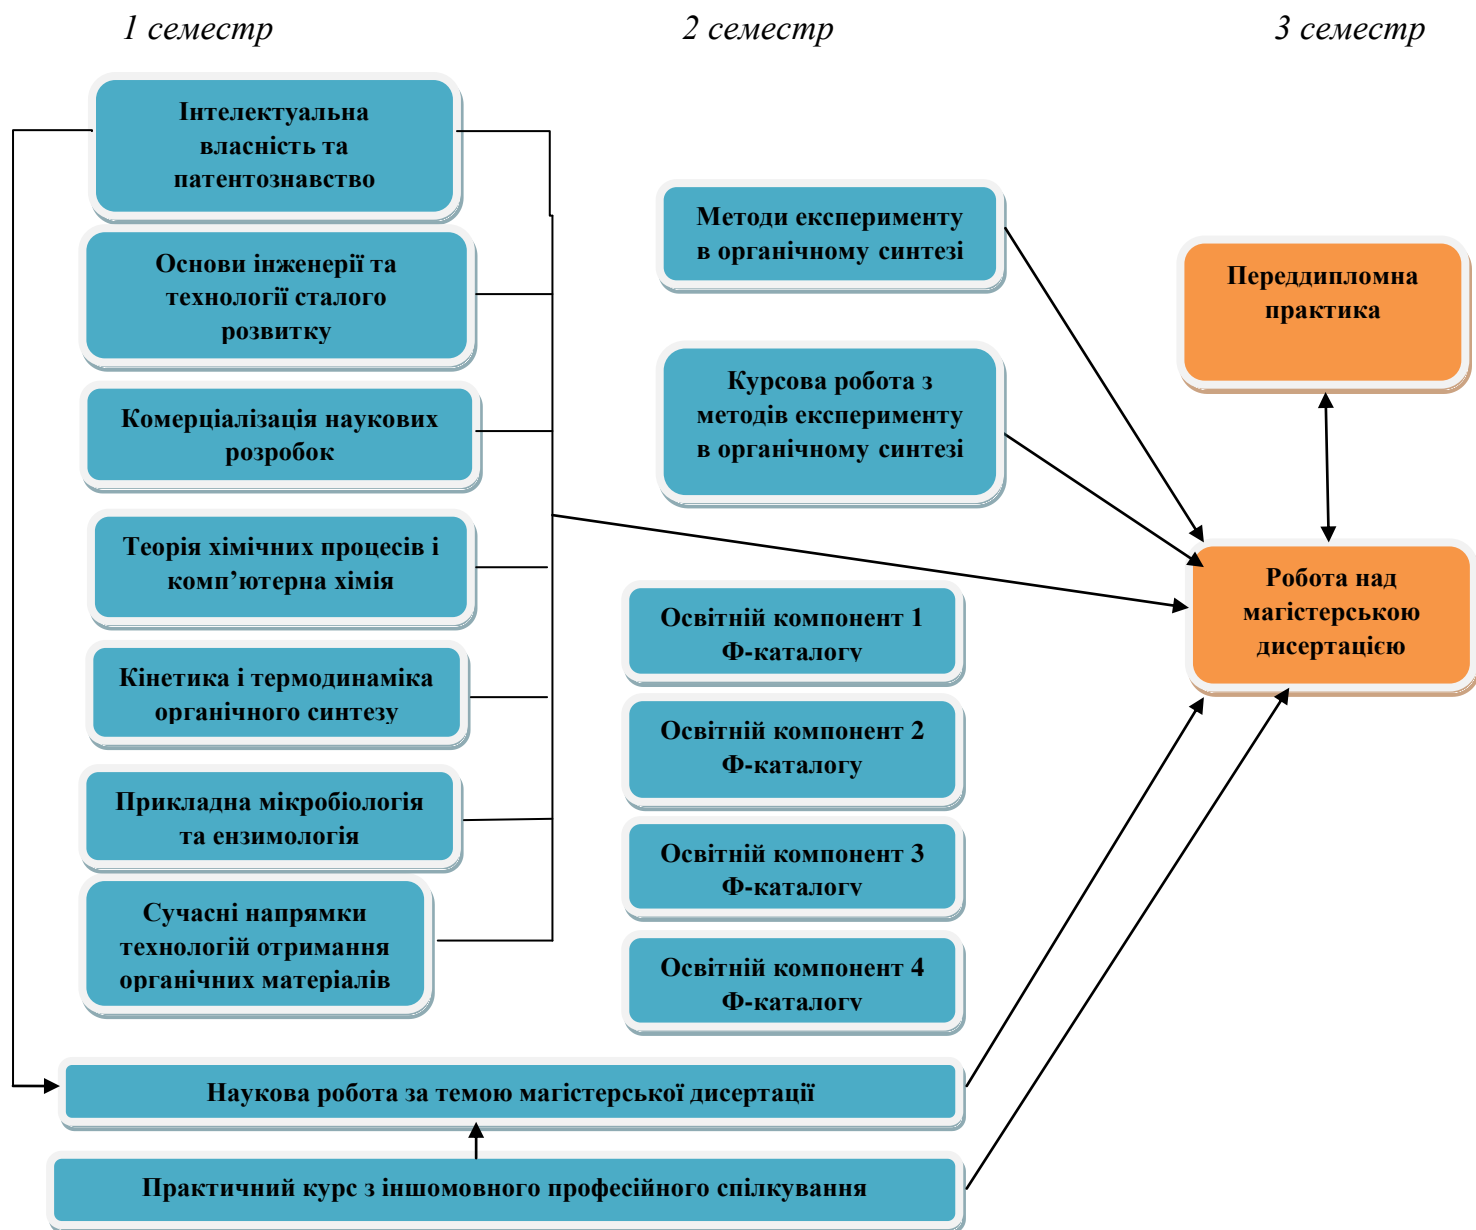 1 семестр
2 семестр
3 семестр
Інтелектуальна
власність та
патентознавство
Основи інженерії та
технології сталого
розвитку
Комерціалізація наукових
розробок
Теорія хімічних процесів і
комп’ютерна хімія
Кінетика і термодинаміка
органічного синтезу
Прикладна мікробіологія
та ензимологія
Сучасні напрямки
технологій отримання
органічних матеріалів
Методи експерименту
в органічному синтезі
Курсова робота з
методів експерименту
в органічному синтезі
Освітній компонент 1
Ф-каталогу
Освітній компонент 2
Ф-каталогу
Освітній компонент 3
Ф-каталогу
Освітній компонент 4
Ф-каталогу
Переддипломна
практика
Робота над
магістерською
дисертацією
Наукова робота за темою магістерської дисертації
Практичний курс з іншомовного професійного спілкування